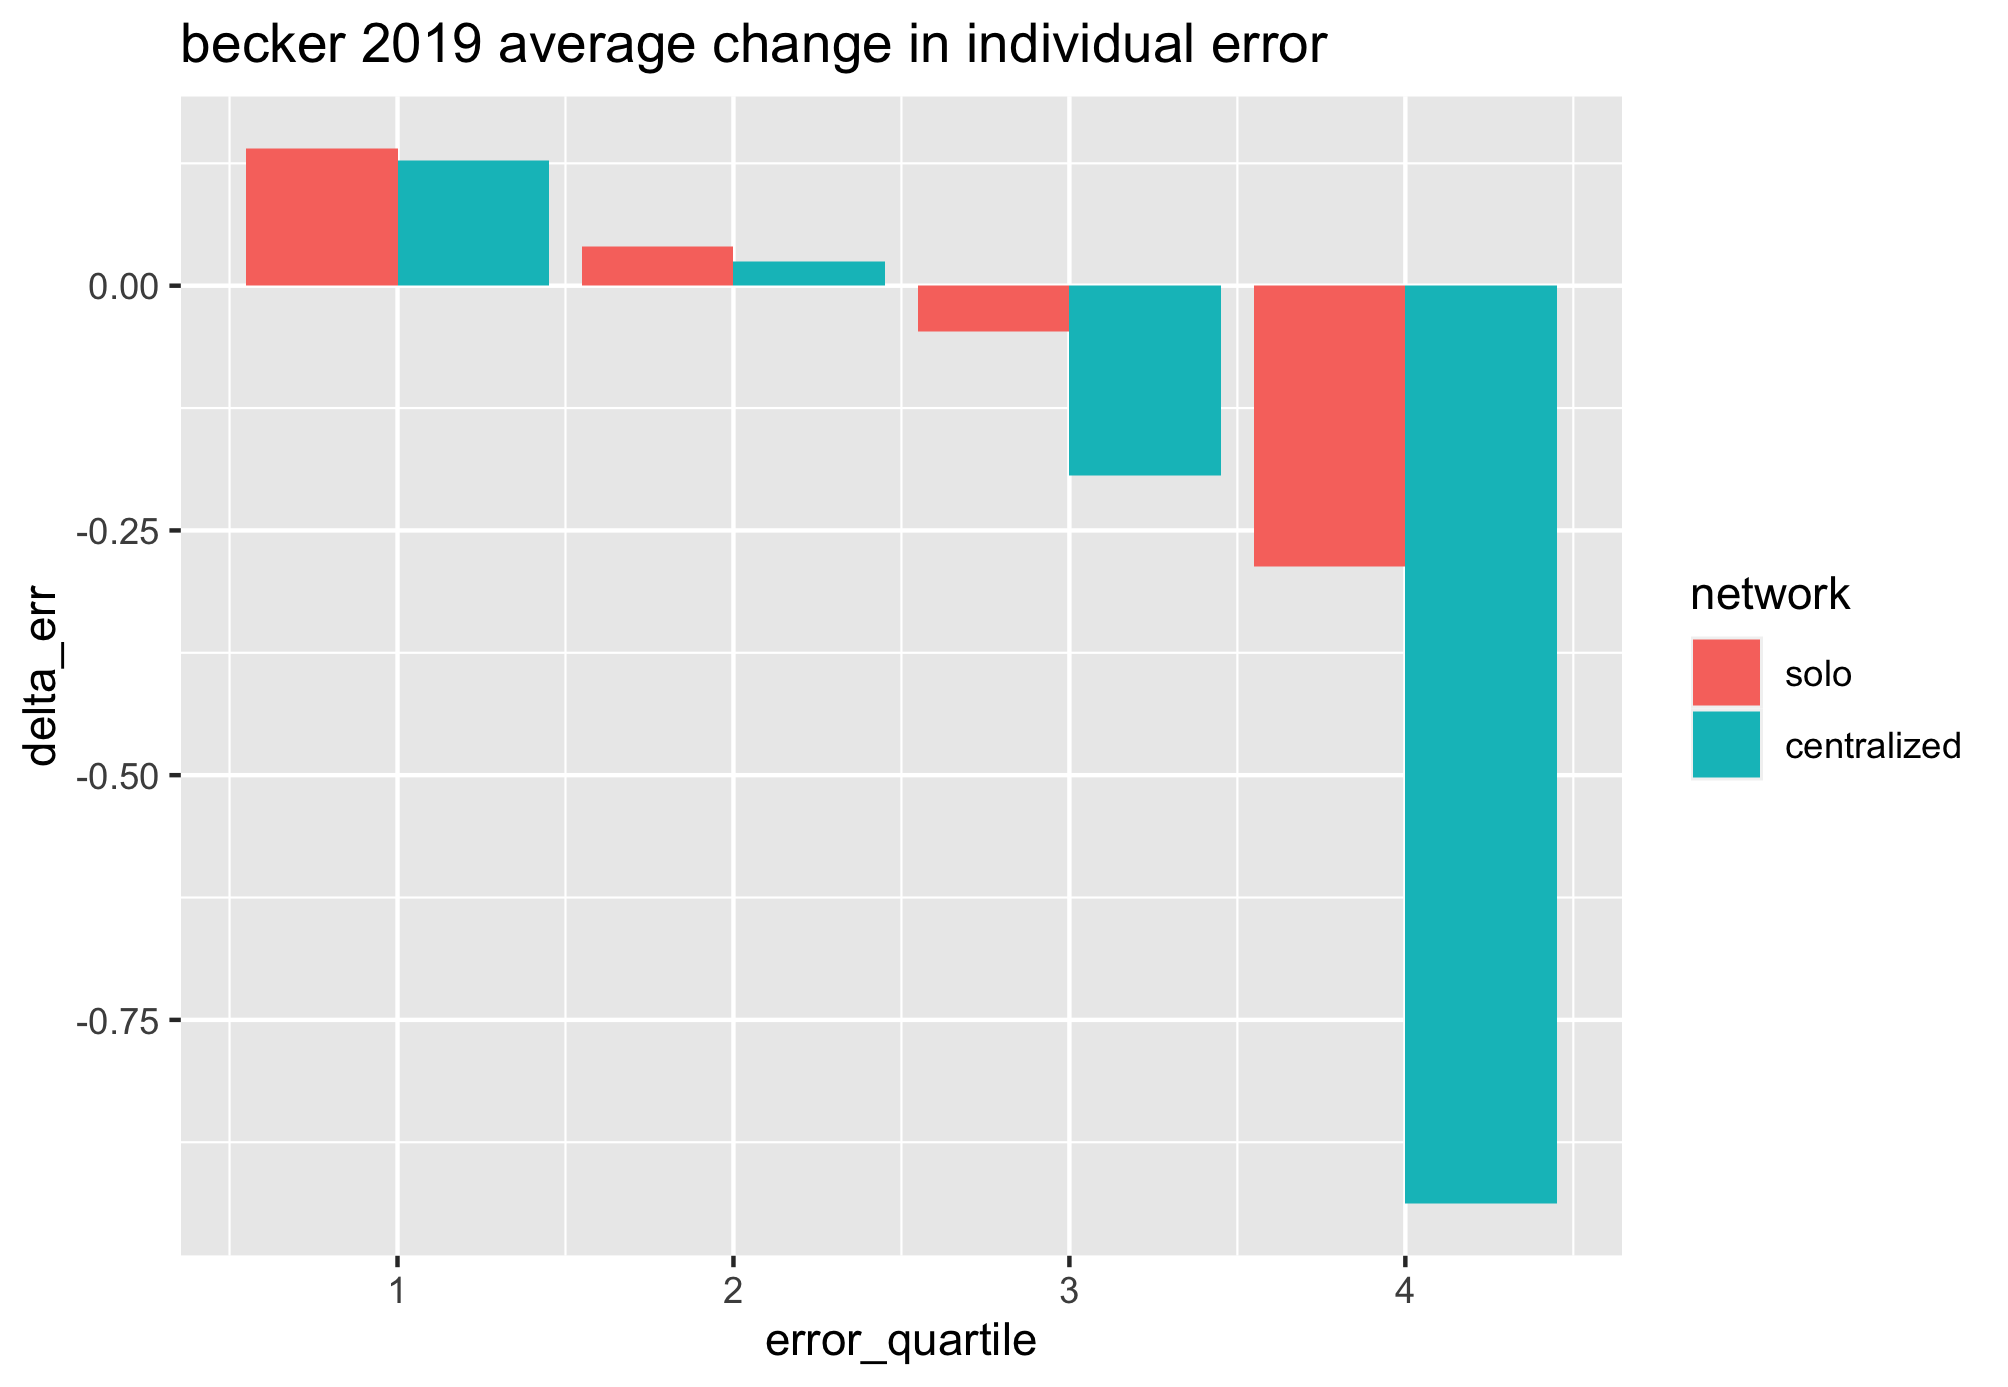 becker 2019 average change in individual error
0.00
-0.25
-0.50
-0.75
delta_err
1
2
3
4
error_quartile
network
solo
centralized